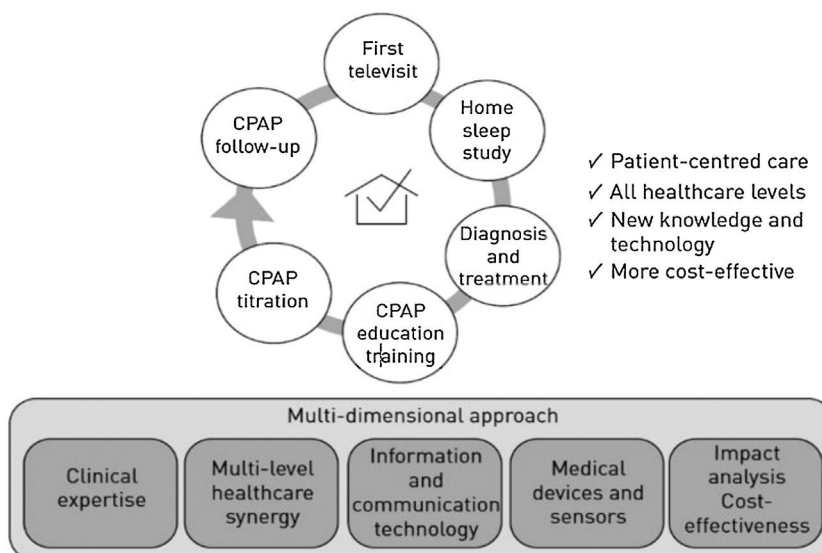 First
televisit
Home
sleep
study
Diagnosis
and
treatment
CPAP
education
training
CPAP
titration
CPAP
follow-up
✓ Patient-centred care
✓ All healthcare levels
✓ New knowledge and
technology
✓ More cost-effective
Multi-dimensional approach
Clinical
expertise
Multi-level
healthcare
synergy
Information
and
communication
technology
Medical
devices and
sensors
Impact
analysis
Cost-
effectiveness